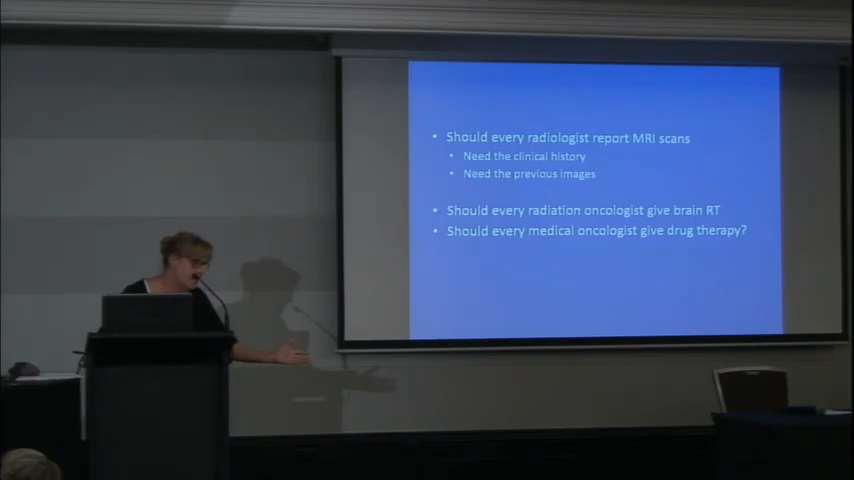 • Should every radiologist report MRI scans
• Need the clinical history
• Need the previous images
• Should every radiation oncologist give brain RT
• Should every medical oncologist give drug therapy?